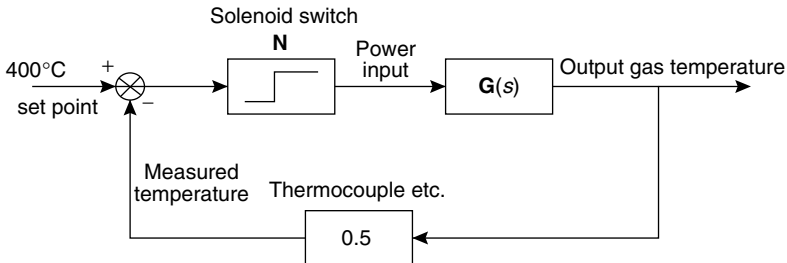 Solenoid switch
N
400°C
+
Power
input
Output gas temperature
G(s)
set point
−
Measured
temperature
Thermocouple etc.
0.5